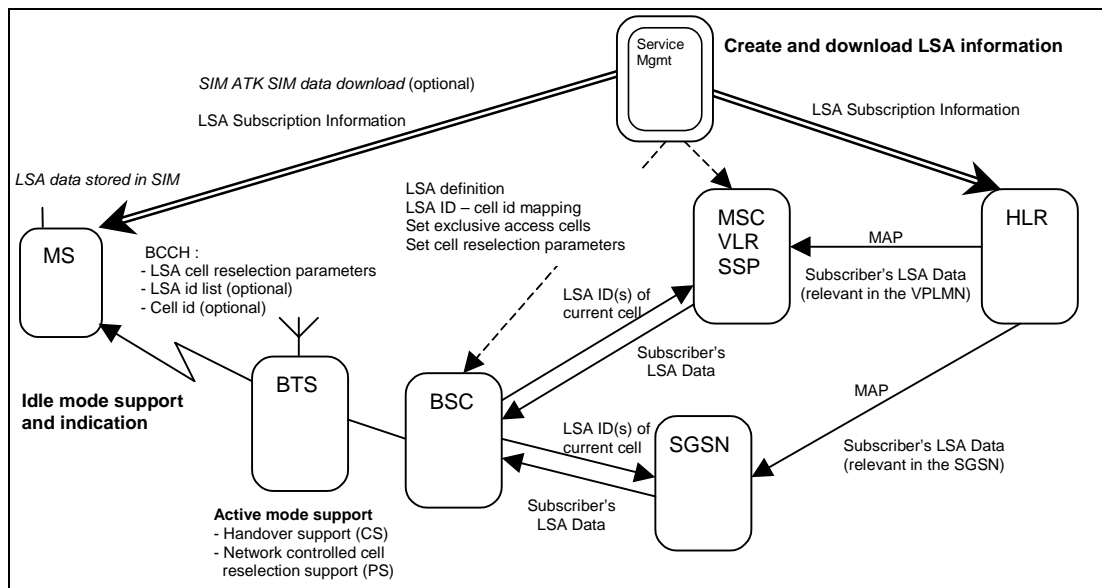 Service
Mgmt
Create and download LSA information
SIM ATK SIM data download (optional)
LSA Subscription Information
LSA Subscription Information
LSA data stored in SIM
LSA definition
LSA ID – cell id mapping
Set exclusive access cells
Set cell reselection parameters
MS
BCCH :
- LSA cell reselection parameters
- LSA id list (optional)
- Cell id (optional)
MSC
VLR
SSP
MAP
HLR
Subscriber's LSA Data
(relevant in the VPLMN)
LSA ID(s) of
current cell
Subscriber's
LSA Data
BTS
BSC
Idle mode support
and indication
MAP
LSA ID(s) of
current cell
SGSN
Subscriber's LSA Data
(relevant in the SGSN)
Subscriber's
LSA Data
Active mode support
- Handover support (CS)
- Network controlled cell
reselection support (PS)